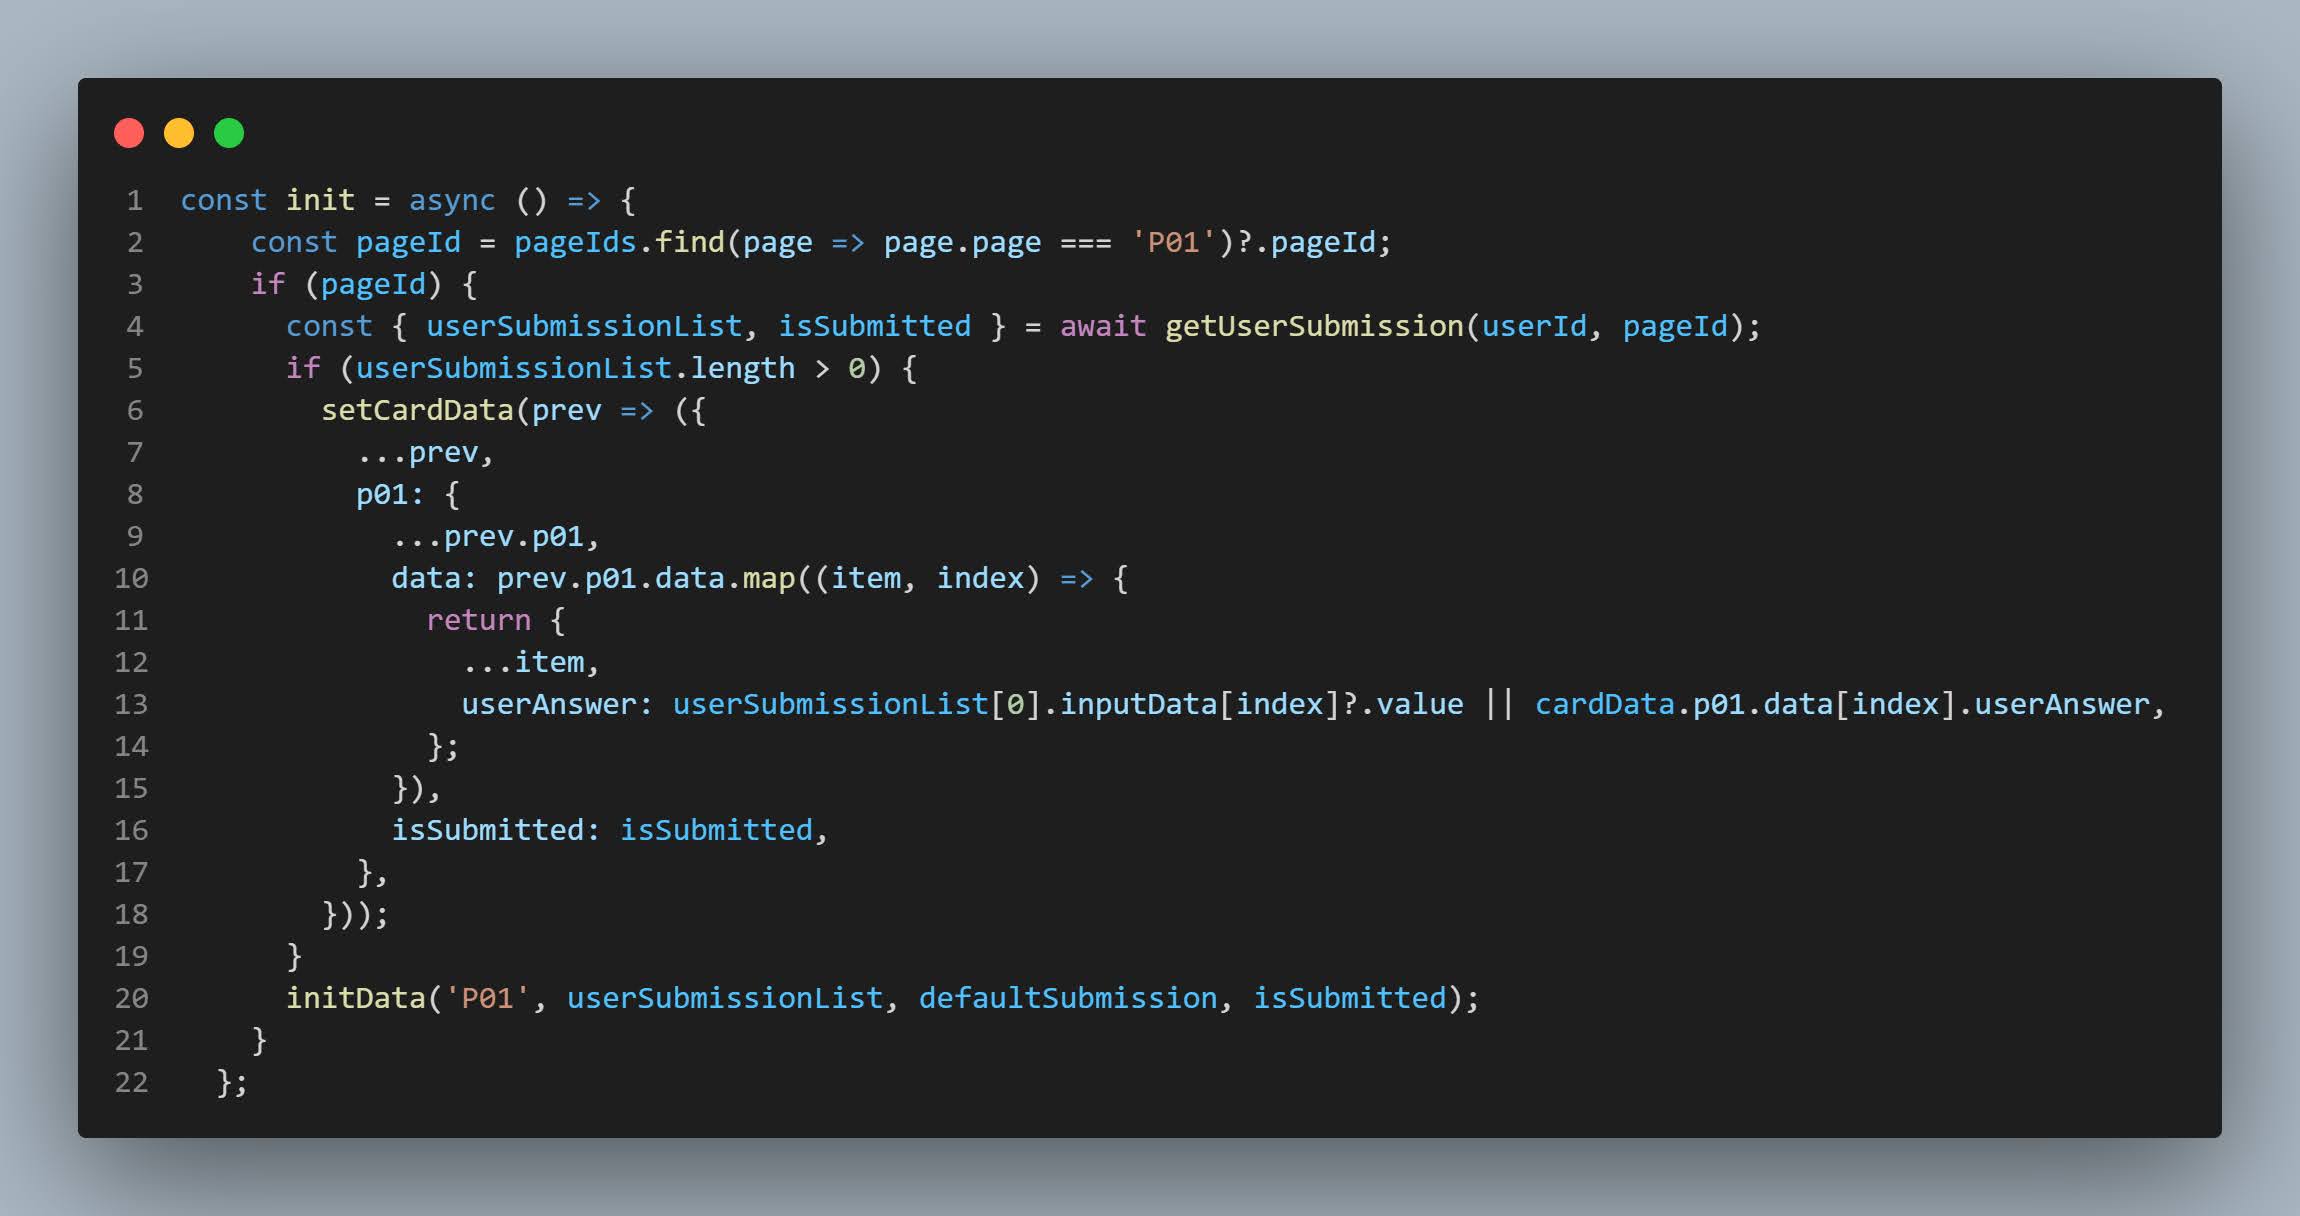 1 const init = async () => {
2 const pageId = pageIds.find(page => page.page === 'P01')?.pageId;
3 if (pageId) {
4 const { userSubmissionList, isSubmitted } = await getUserSubmission(userId, pageId);
5 if (userSubmissionList.length > 0) {
6 setCardData(prev => ({
7 ...prev,
8 p01: {
9 ...prev.p01,
10 data: prev.p01.data.map((item, index) => {
11 return {
12 ...item,
13 userAnswer: userSubmissionList[0].inputData[index]?.value || cardData.p01.data[index].userAnswer,
14 };
15 }),
16 isSubmitted: isSubmitted,
17 },
18 }));
19 }
20 initData('P01', userSubmissionList, defaultSubmission, isSubmitted);
21 }
22 };